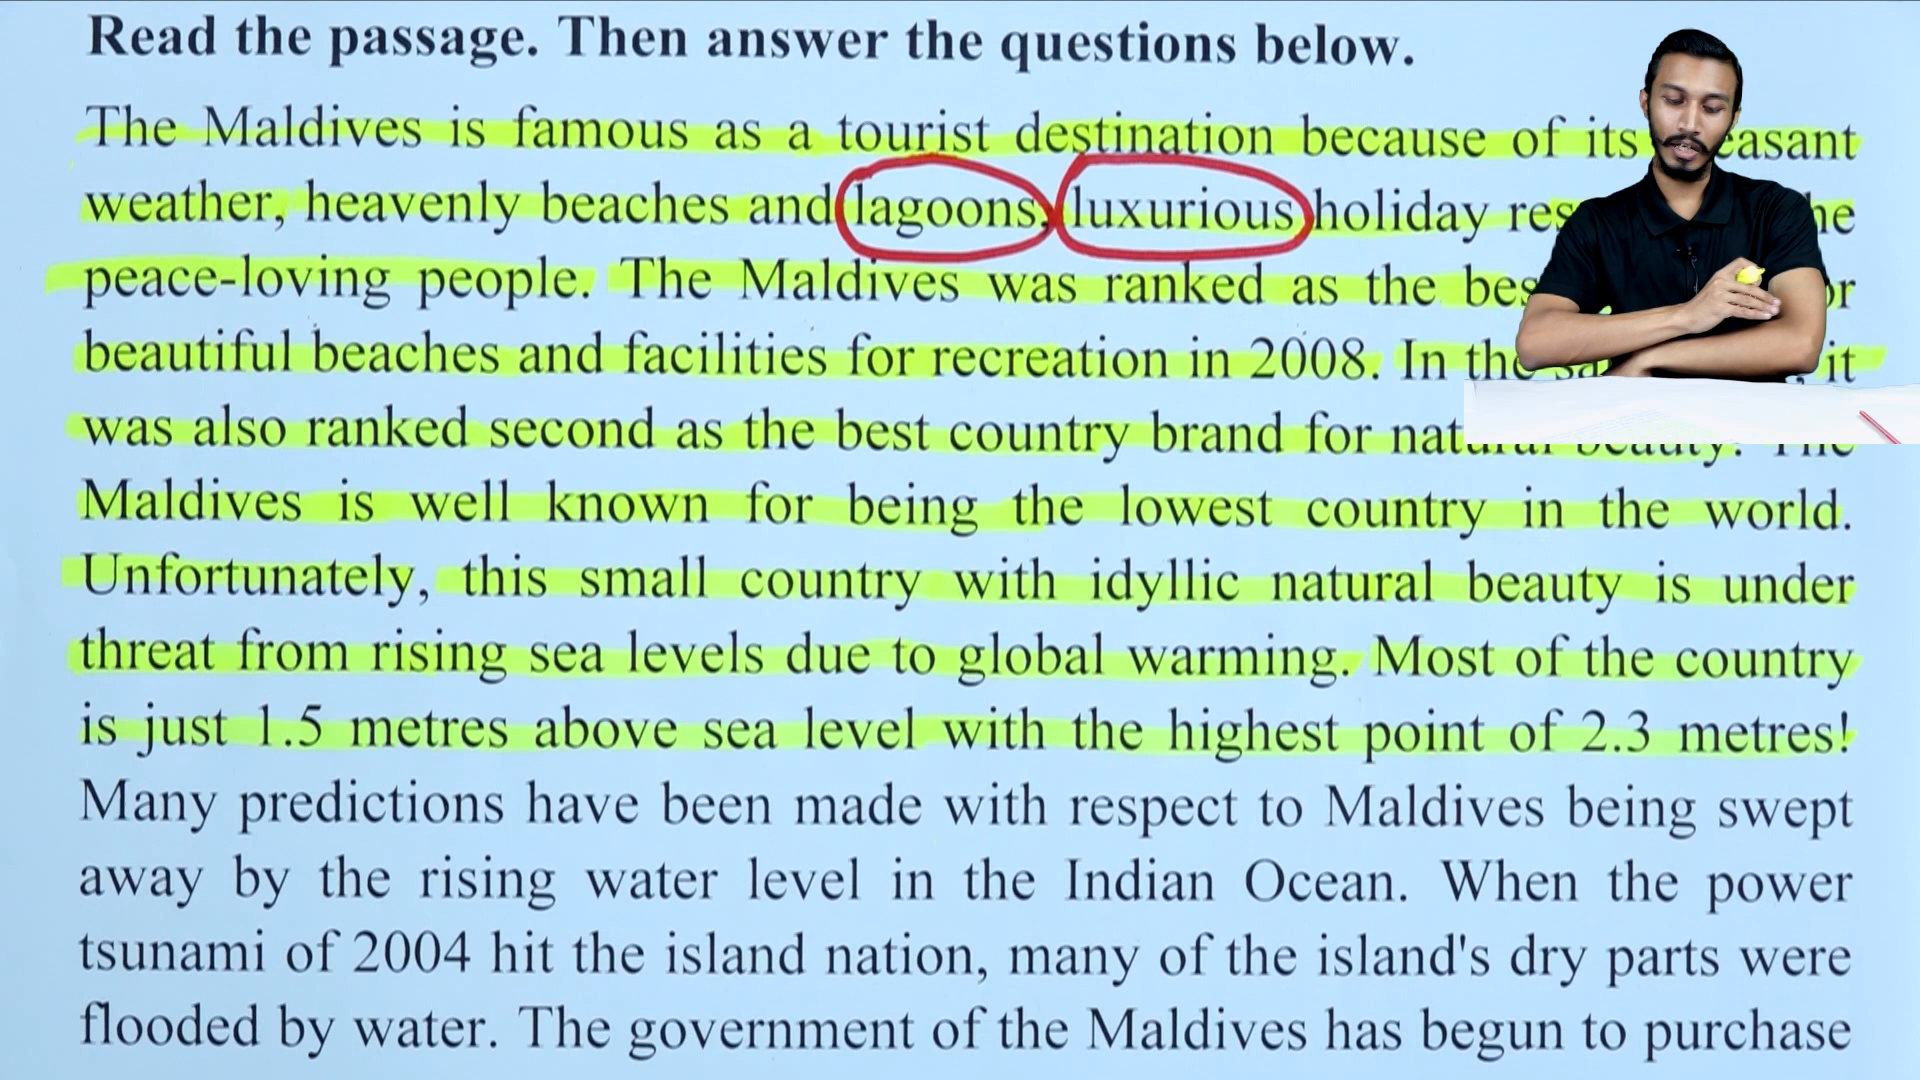 Read the passage. Then answer the questions below.
The Maldives is famous as a tourist destination because of its
weather, heavenly beaches and lagoons, luxurious holiday
peace-loving people. The Maldives was ranked as the
beautiful beaches and facilities for recreation in 2008. In the it
was also ranked second as the best country brand for natural beauty. The
Maldives is well known for being the lowest country in the world.
Unfortunately, this small country with idyllic natural beauty is under
threat from rising sea levels due to global warming. Most of the country
is just 1.5 metres above sea level with the highest point of 2.3 metres!
Many predictions have been made with respect to Maldives being swept
away by the rising water level in the Indian Ocean. When the power
tsunami of 2004 hit the island nation, many of the island's dry parts were
flooded by water. The government of the Maldives has begun to purchase